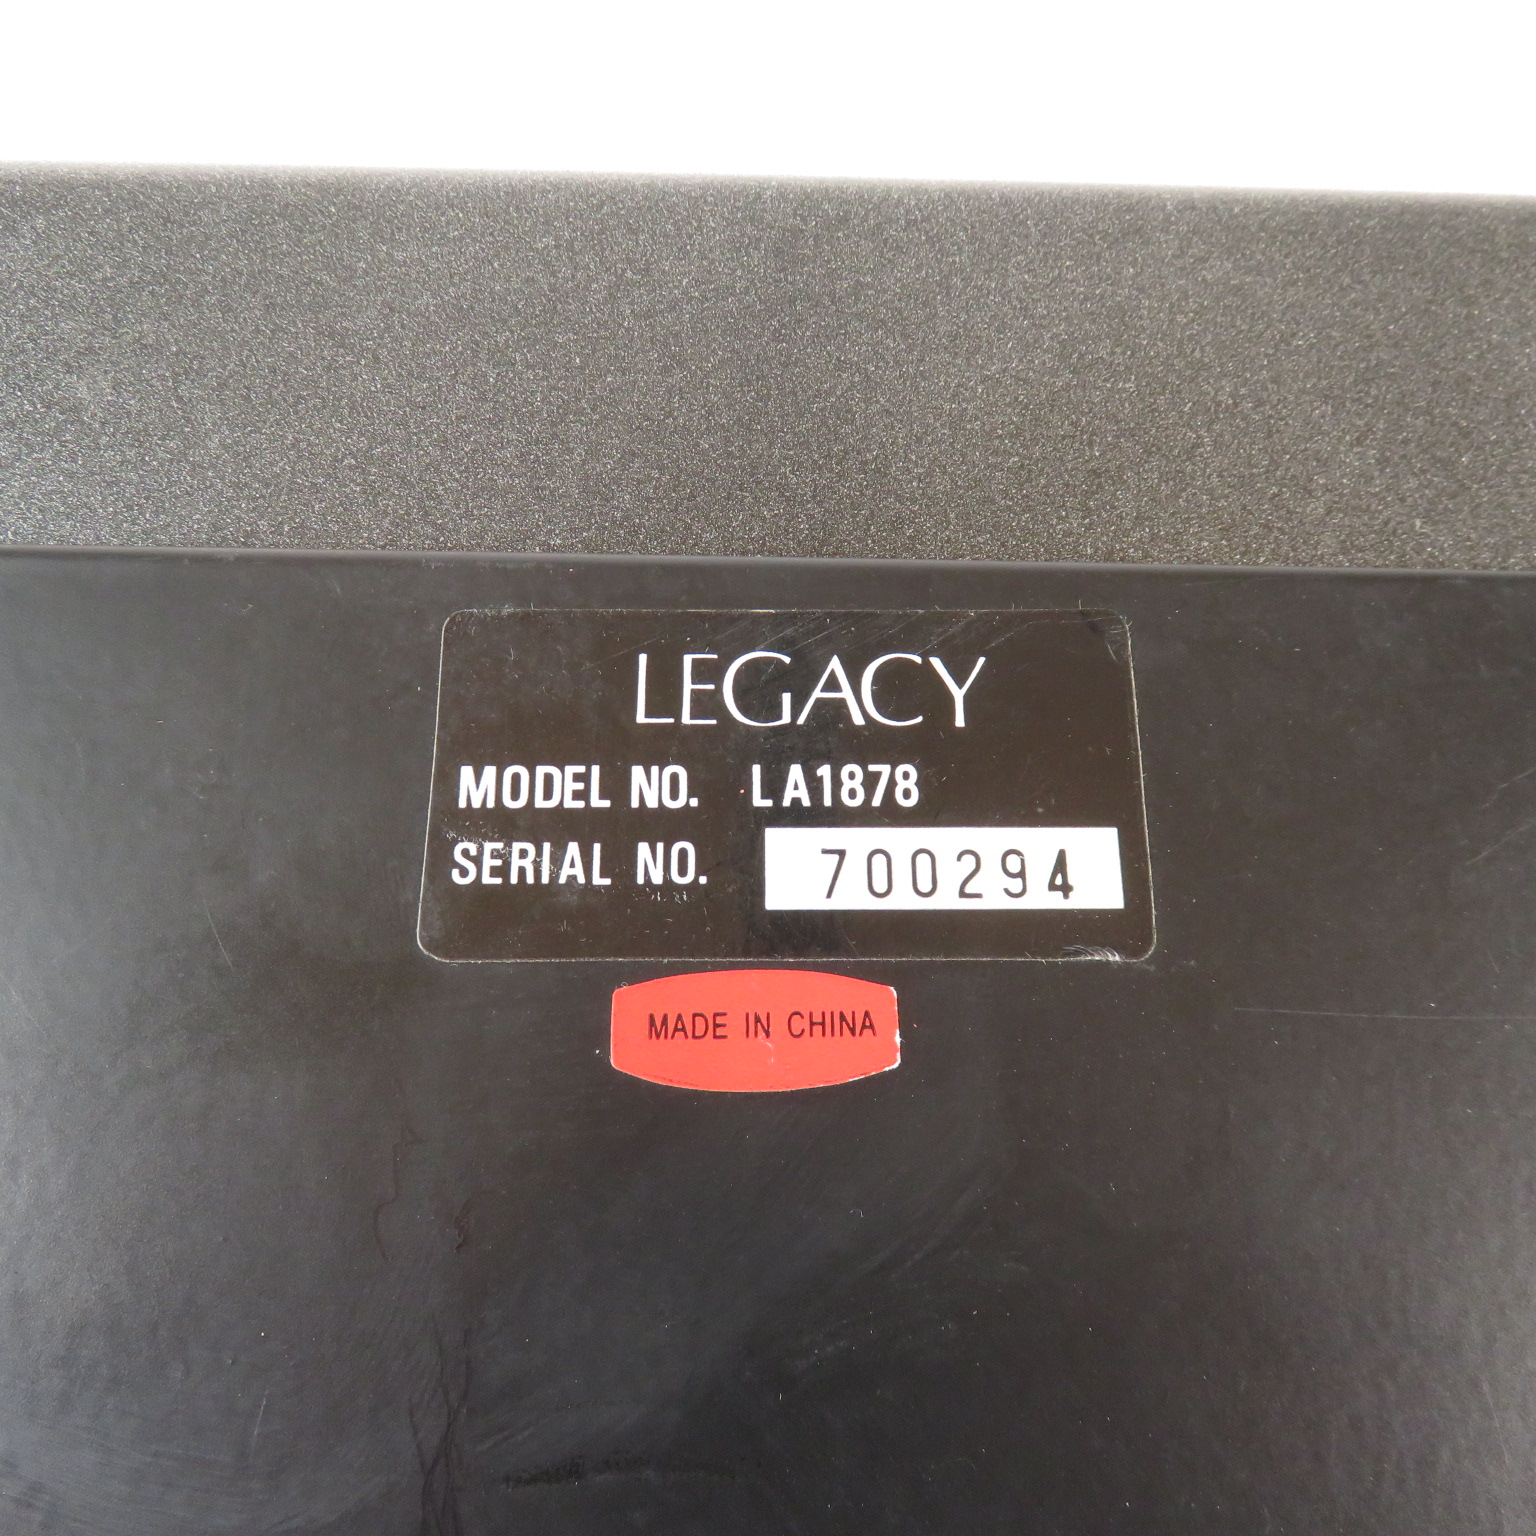 LEGACY
MODEL NO. LA1878
SERIAL NO. 700294
MADE IN CHINA